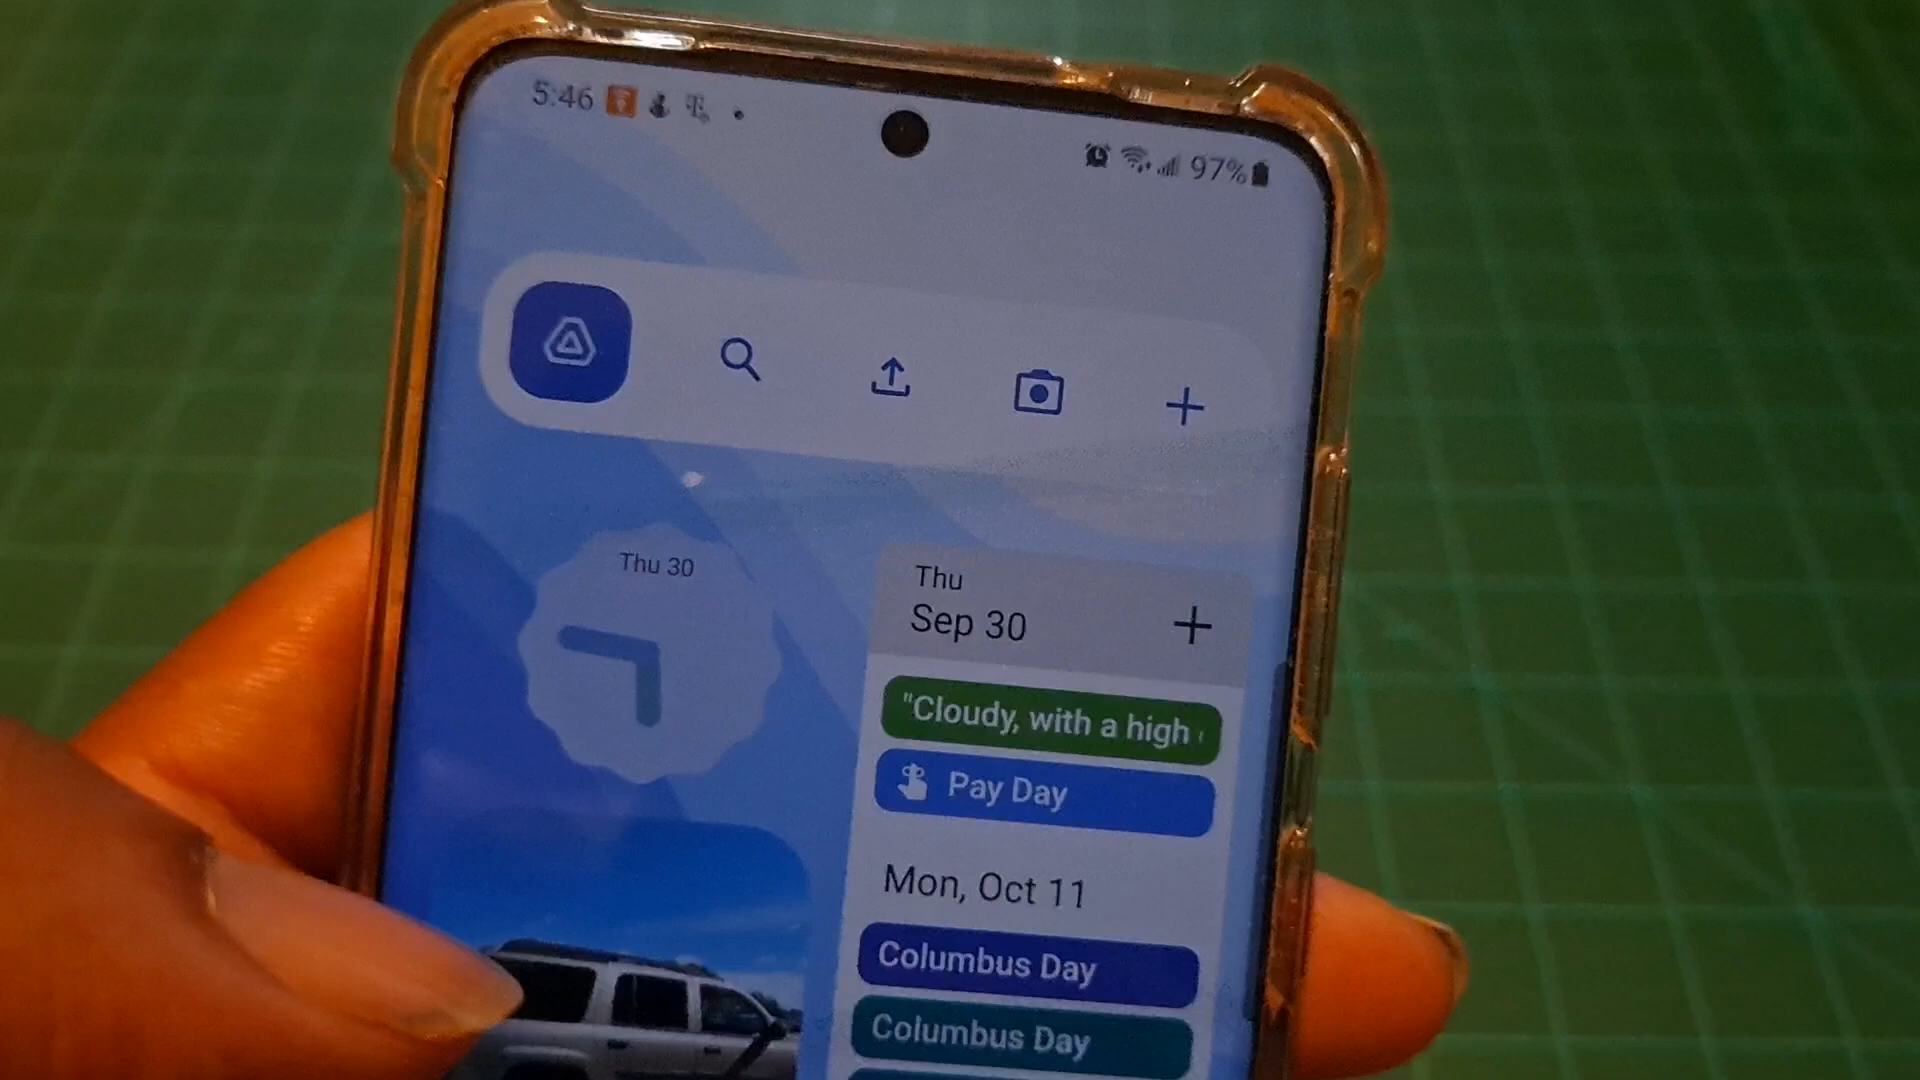 5:46
97%
Thu 30
Thu
Sep 30
"Cloudy, with a high
Pay Day
Mon, Oct 11
Columbus Day
Columbus Day